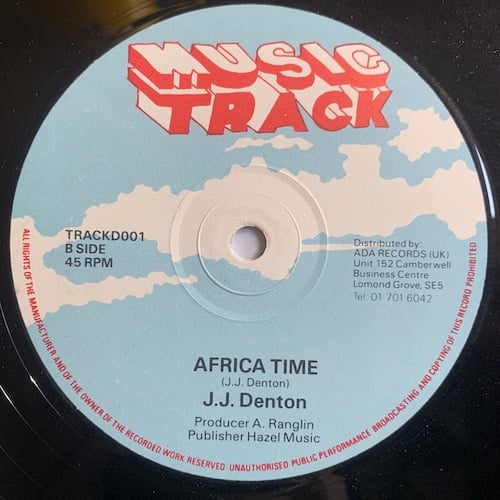 MUSIC
TRACK
TRACKD001
B SIDE
45 RPM
Distributed by:
ADA RECORDS (UK)
Unit 152 Camberwell
Business Centre
Lomond Grove, SE5
Tel. 01 701 6042
AFRICA TIME
(J.J. Denton)
J.J. Denton
Producer A. Ranglin
Publisher Hazel Music
ALL RIGHTS OF THE MANUFACTURER AND OF THE OWNER OF THE RECORDED WORK RESERVED UNAUTHORISED PUBLIC PERFORMANCE BROADCASTING AND COPYING OF THIS RECORD PROHIBITED